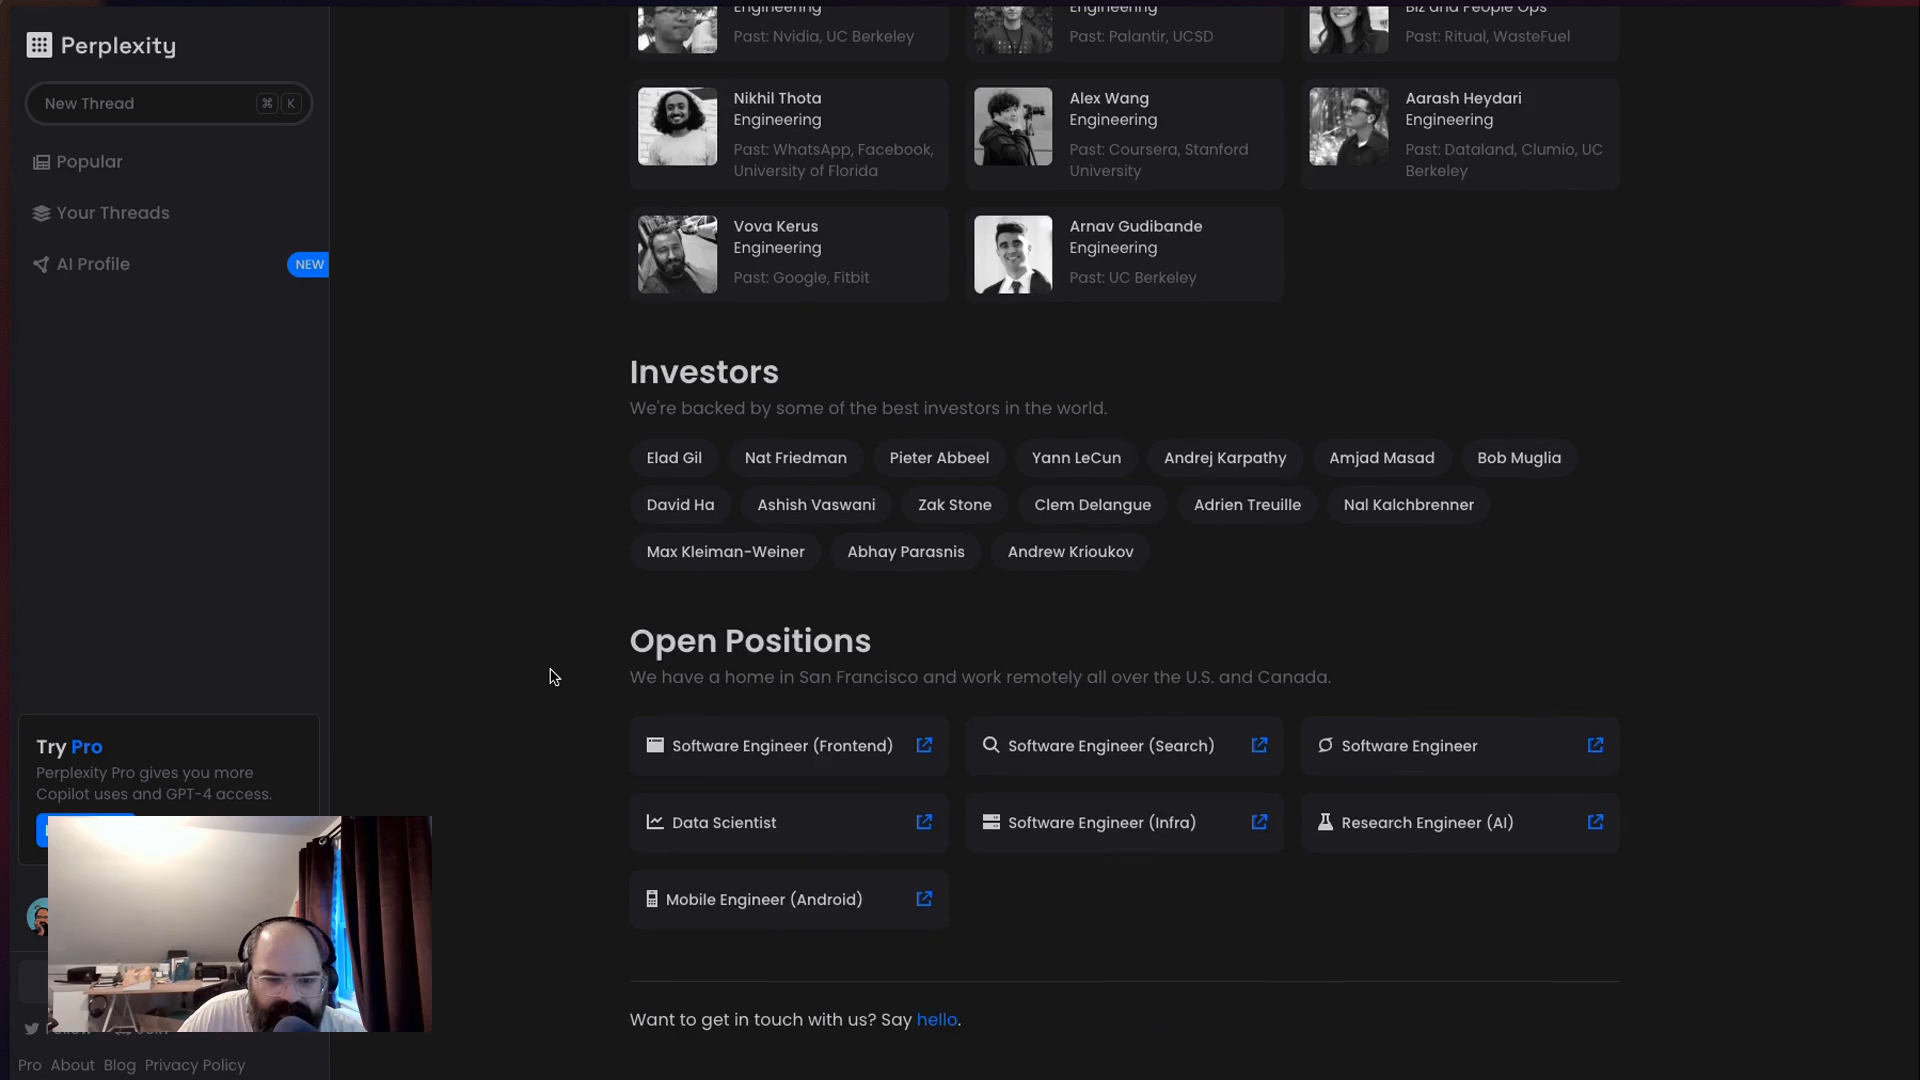 Perplexity
New Thread ⌘ K
Popular
Your Threads
AI Profile NEW
Try Pro
Perplexity Pro gives you more
Copilot uses and GPT-4 access.
Pro About Blog Privacy Policy
Engineering
Past: Nvidia, UC Berkeley
Engineering
Past: Palantir, UCSD
Biz and People Ops
Past: Ritual, WasteFuel
Nikhil Thota
Engineering
Past: WhatsApp, Facebook,
University of Florida
Alex Wang
Engineering
Past: Coursera, Stanford
University
Aarash Heydari
Engineering
Past: Dataland, Clumio, UC
Berkeley
Vova Kerus
Engineering
Past: Google, Fitbit
Arnav Gudibande
Engineering
Past: UC Berkeley
Investors
We're backed by some of the best investors in the world.
Elad Gil Nat Friedman Pieter Abbeel Yann LeCun Andrej Karpathy Amjad Masad Bob Muglia
David Ha Ashish Vaswani Zak Stone Clem Delangue Adrien Treuille Nal Kalchbrenner
Max Kleiman-Weiner Abhay Parasnis Andrew Krioukov
Open Positions
We have a home in San Francisco and work remotely all over the U.S. and Canada.
Software Engineer (Frontend) Software Engineer (Search) Software Engineer
Data Scientist Software Engineer (Infra) Research Engineer (AI)
Mobile Engineer (Android)
Want to get in touch with us? Say hello.